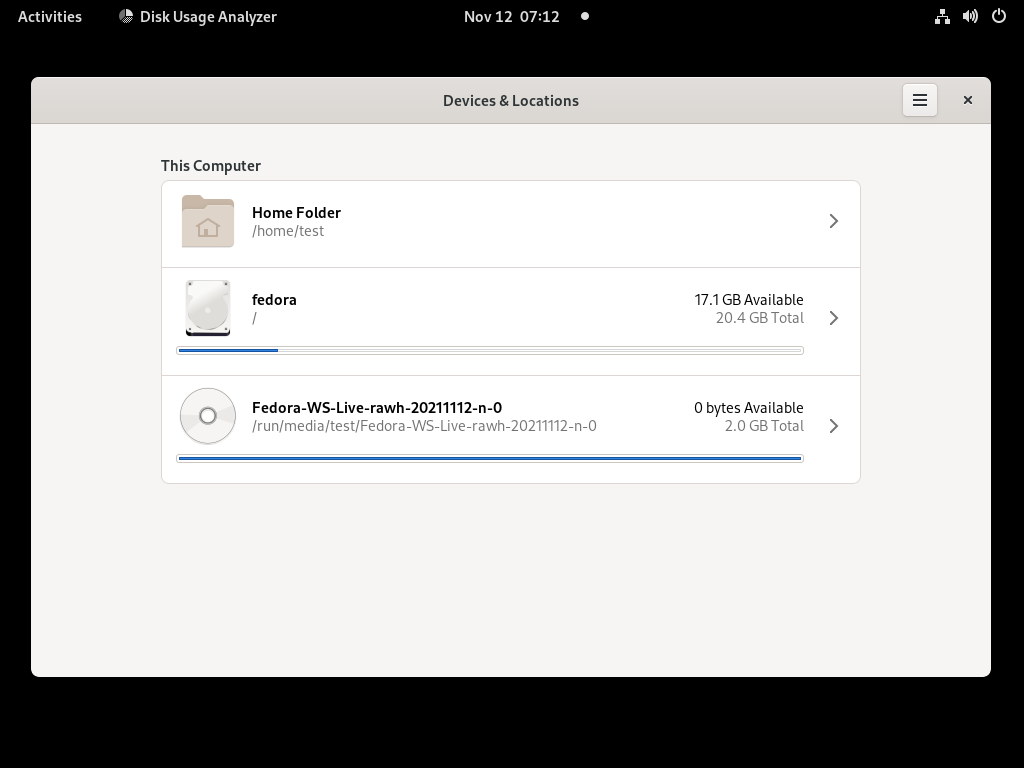 Activities
Disk Usage Analyzer
Nov 12 07:12
Devices & Locations
This Computer
Home Folder
/home/test
fedora
17.1 GB Available
/
20.4 GB Total
Fedora-WS-Live-rawh-20211112-n-0
0 bytes Available
/run/media/test/Fedora-WS-Live-rawh-20211112-n-0
2.0 GB Total